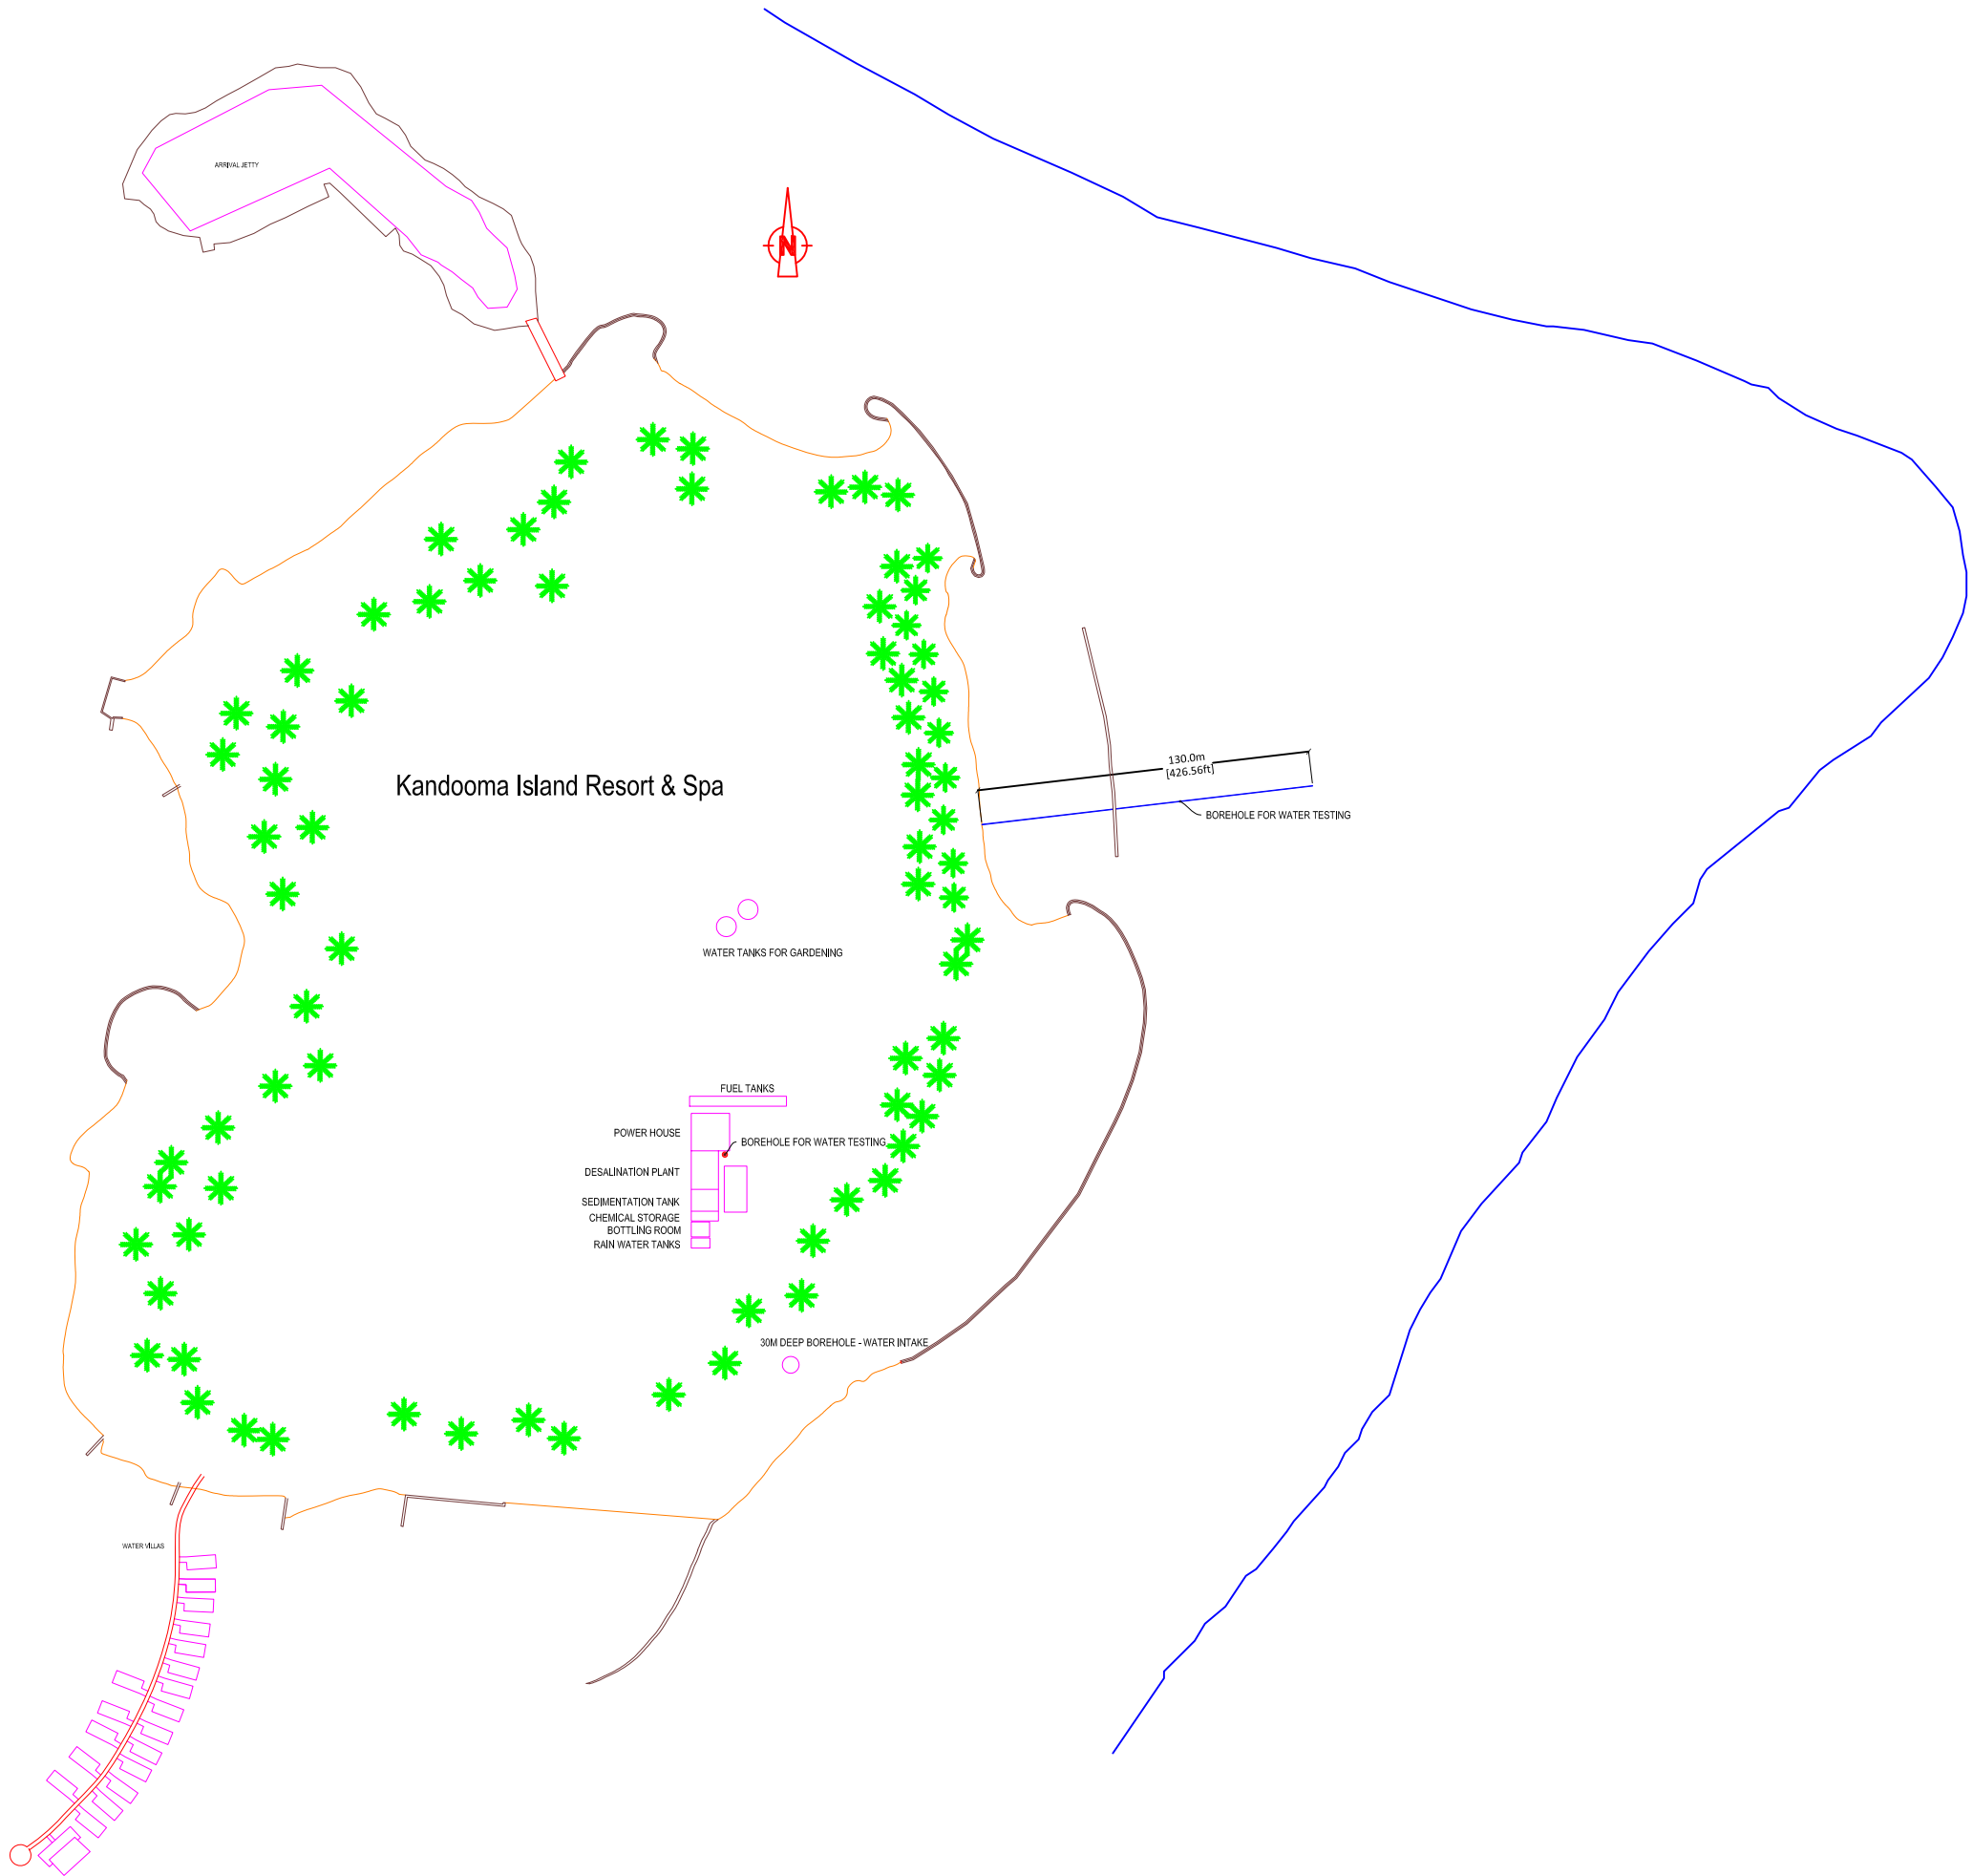 ARRIVAL JETTY
N
Kandooma Island Resort & Spa
130.0m
[426.56ft]
BOREHOLE FOR WATER TESTING
WATER TANKS FOR GARDENING
FUEL TANKS
POWER HOUSE
BOREHOLE FOR WATER TESTING
DESALINATION PLANT
SEDIMENTATION TANK
CHEMICAL STORAGE
BOTTLING ROOM
RAIN WATER TANKS
30M DEEP BOREHOLE - WATER INTAKE
WATER VILLAS